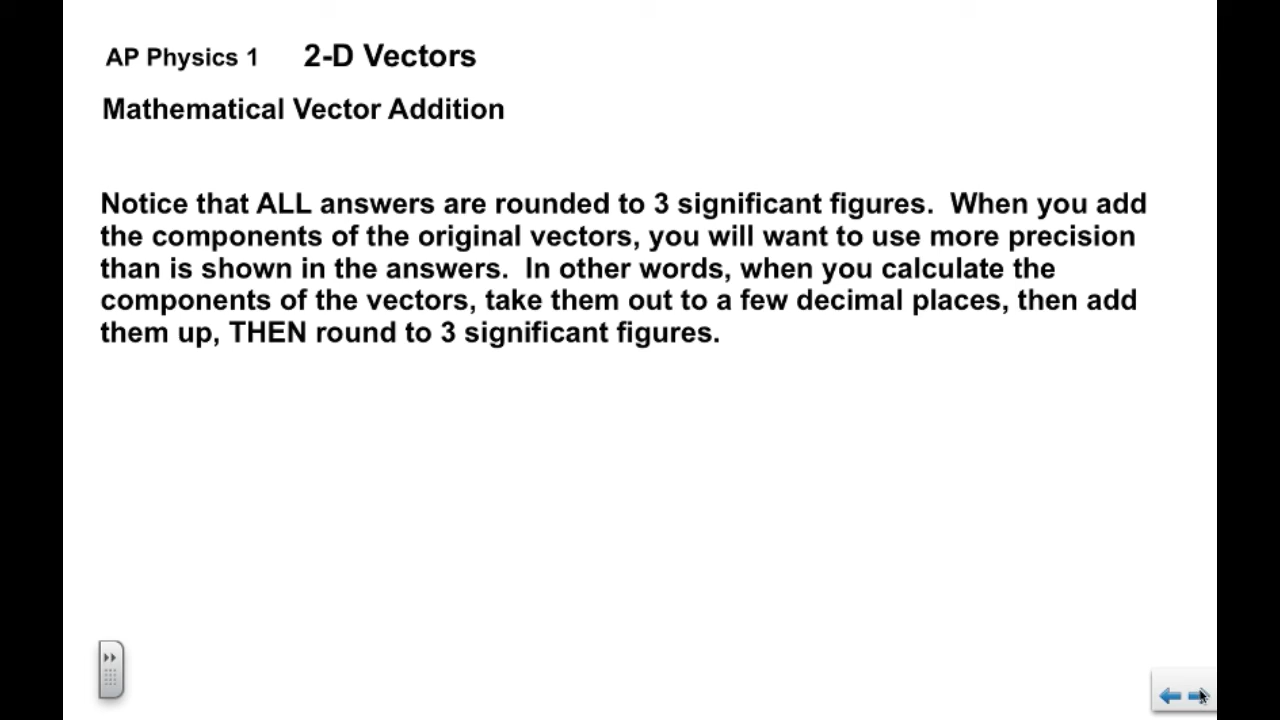 AP Physics 1 2-D Vectors
Mathematical Vector Addition
Notice that ALL answers are rounded to 3 significant figures. When you add
the components of the original vectors, you will want to use more precision
than is shown in the answers. In other words, when you calculate the
components of the vectors, take them out to a few decimal places, then add
them up, THEN round to 3 significant figures.